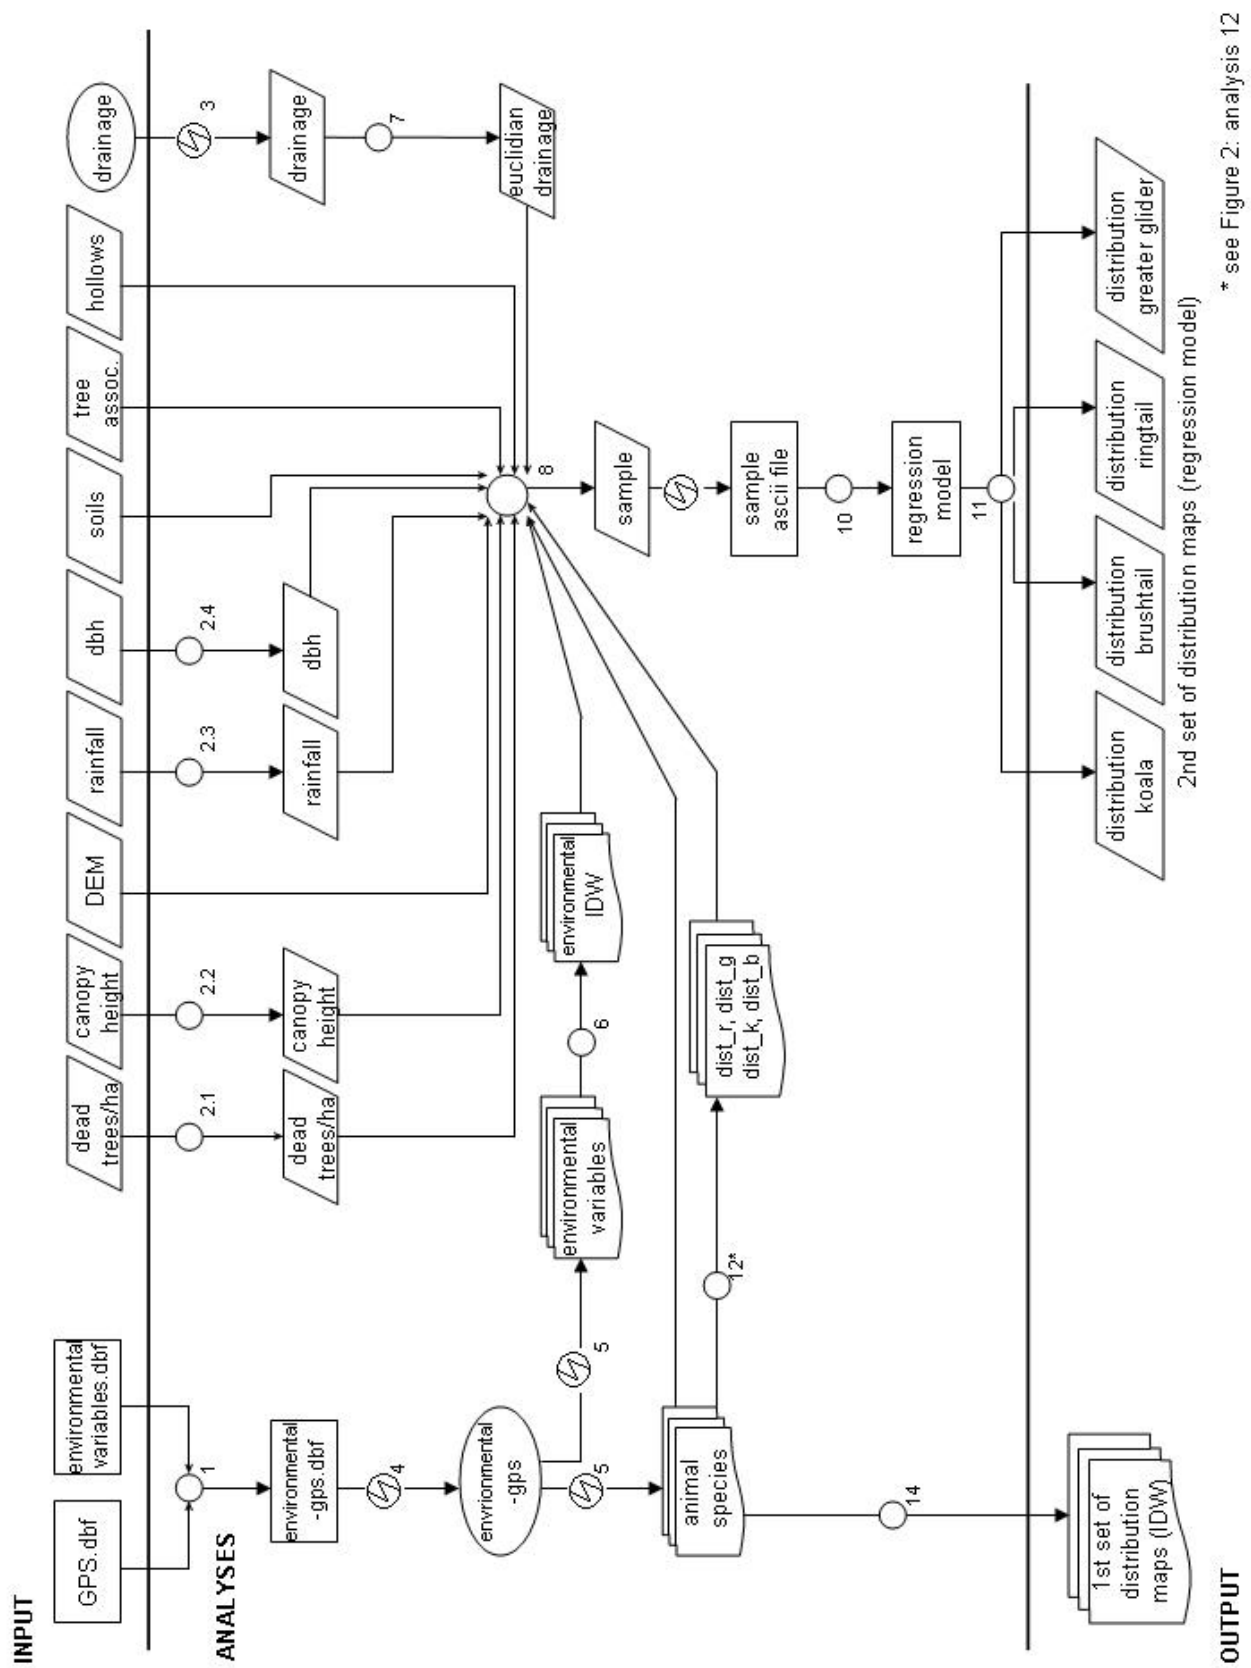 INPUT
GPS.dbf
environmental
variables.dbf
dead
trees/ha
canopy
height
DEM
rainfall
dbh
soils
tree
assoc.
hollows
drainage
ANALYSES
1
2.1
2.2
2.3
2.4
3
environmental
-gps.dbf
dead
trees/ha
canopy
height
rainfall
dbh
drainage
4
7
envrionmental
-gps
euclidian
drainage
5
5
environmental
variables
6
environmental
IDW
8
sample
animal
species
12*
dist_r, dist_g
dist_k, dist_b
sample
ascii file
10
14
regression
model
11
1st set of
distribution
maps (IDW)
distribution
koala
distribution
brushtail
distribution
ringtail
distribution
greater glider
2nd set of distribution maps (regression model)
OUTPUT
* see Figure 2: analysis 12